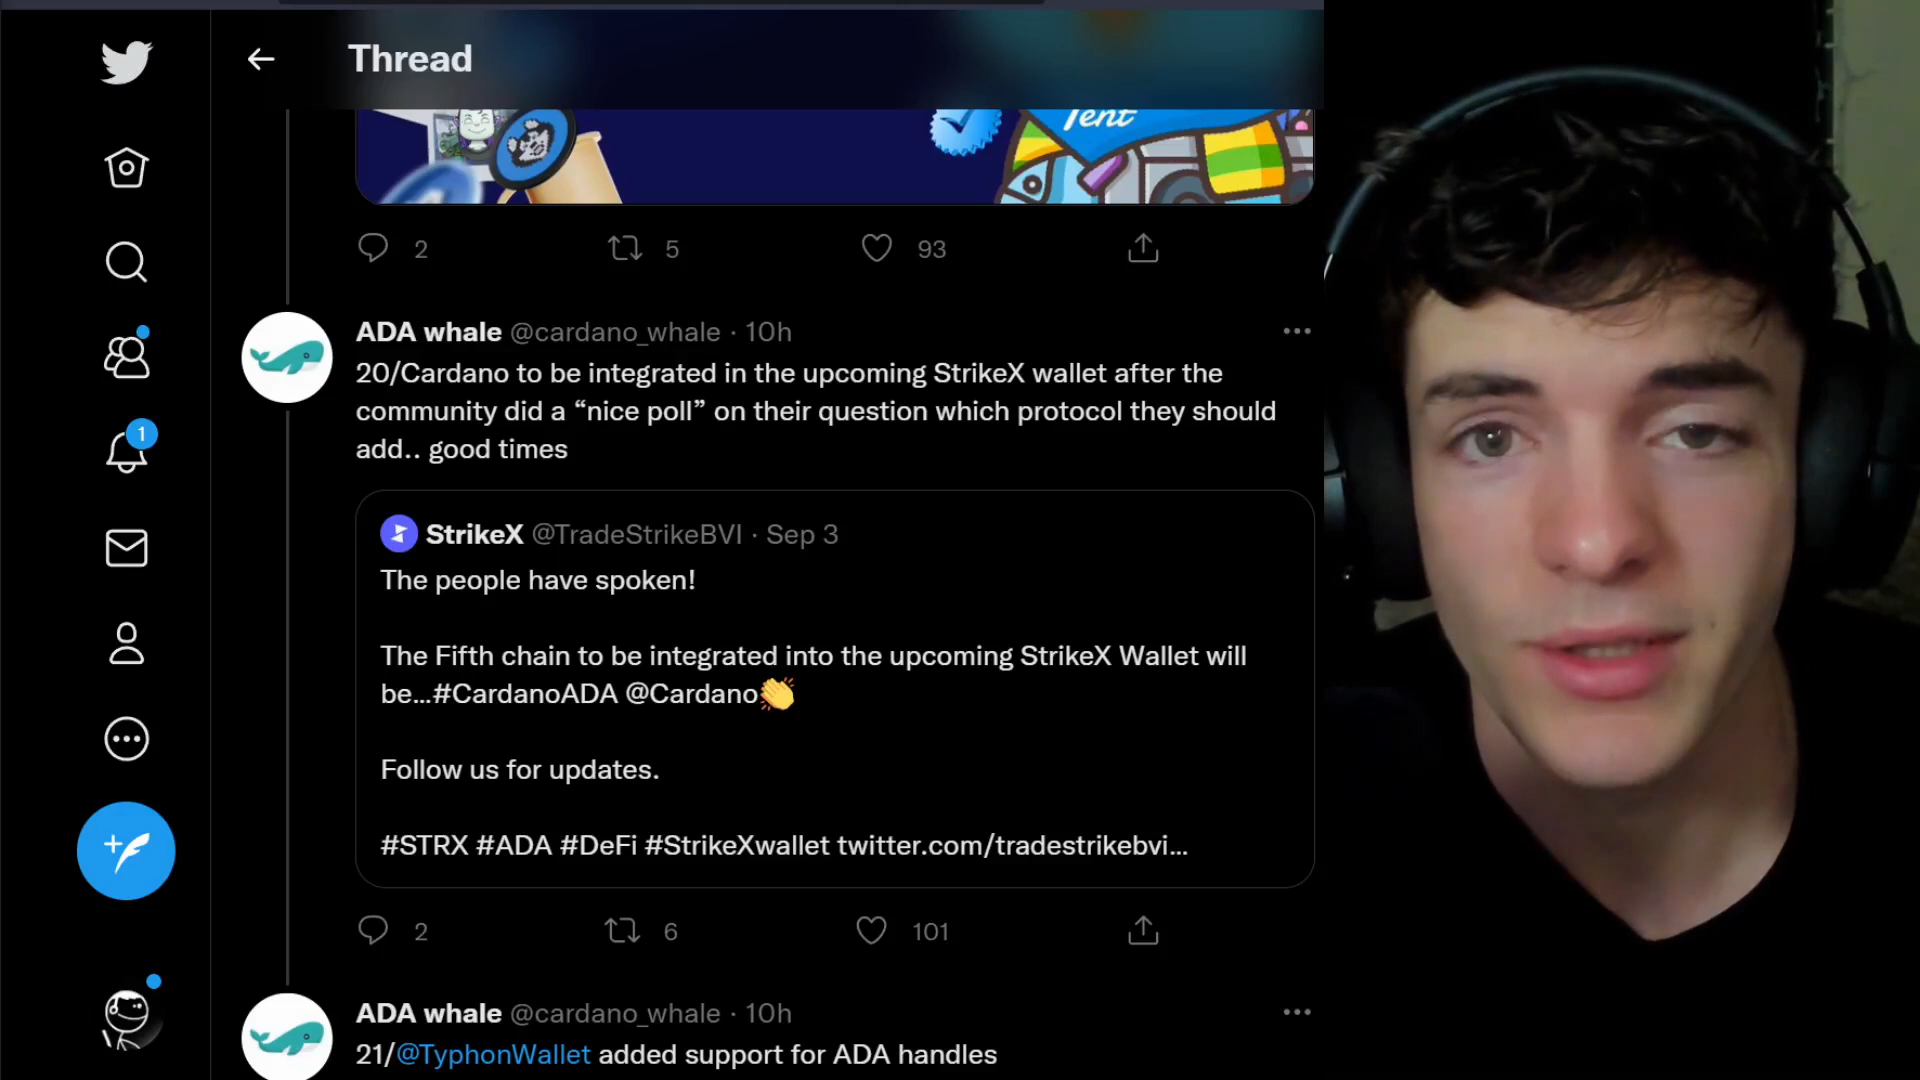 Thread
Tent
2 5 93
ADA whale @cardano_whale · 10h
20/Cardano to be integrated in the upcoming StrikeX wallet after the
community did a “nice poll” on their question which protocol they should
add.. good times
1
StrikeX @TradeStrikeBVI · Sep 3
The people have spoken!
The Fifth chain to be integrated into the upcoming StrikeX Wallet will
be...#CardanoADA @Cardano👏
Follow us for updates.
#STRX #ADA #DeFi #StrikeXwallet twitter.com/tradestrikebvi...
2 6 101
ADA whale @cardano_whale · 10h
21/@TyphonWallet added support for ADA handles